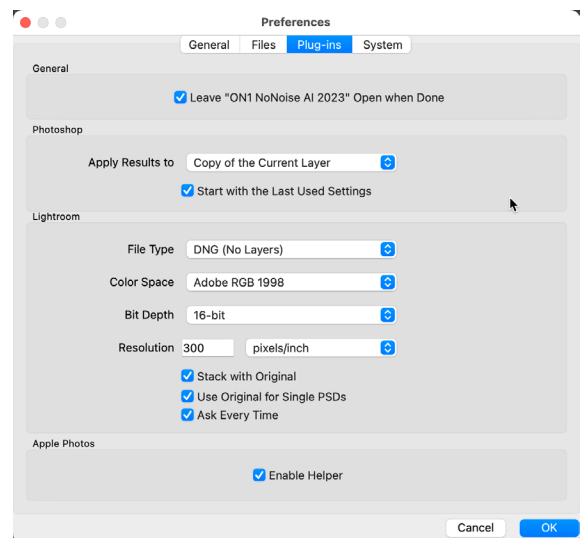 Preferences
General Files Plug-ins System
General
Leave "ON1 NoNoise AI 2023" Open when Done
Photoshop
Apply Results to Copy of the Current Layer
Start with the Last Used Settings
Lightroom
File Type DNG (No Layers)
Color Space Adobe RGB 1998
Bit Depth 16-bit
Resolution 300 pixels/inch
Stack with Original
Use Original for Single PSDs
Ask Every Time
Apple Photos
Enable Helper
Cancel OK